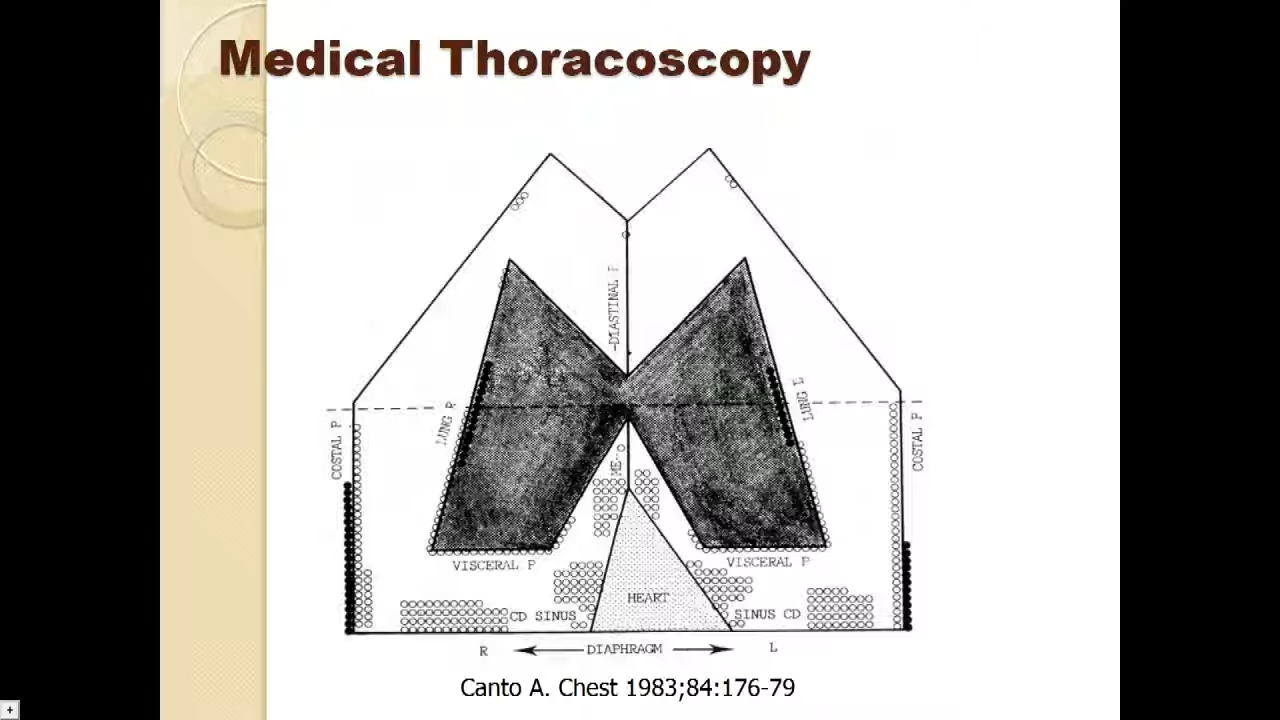 Medical Thoracoscopy
-DIASTINAL P
LUNG R
LUNG L
COSTAL P
COSTAL P
ME-
VISCERAL P
VISCERAL P
HEART
CD SINUS
SINUS CD
R
DIAPHRAGM
L
Canto A. Chest 1983;84:176-79
+